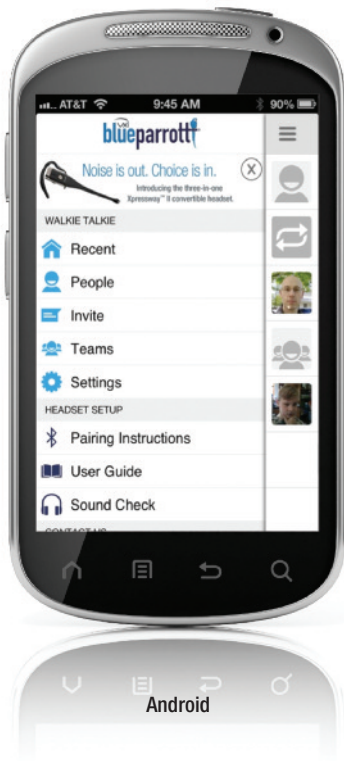 AT&T 9:45 AM 90%
vxi
blueparrott
Noise is out. Choice is in.
Introducing the three-in-one
Xpressway™ II convertible headset.
X
WALKIE TALKIE
Recent
People
Invite
Teams
Settings
HEADSET SETUP
Pairing Instructions
User Guide
Sound Check
CONTACT US
Android